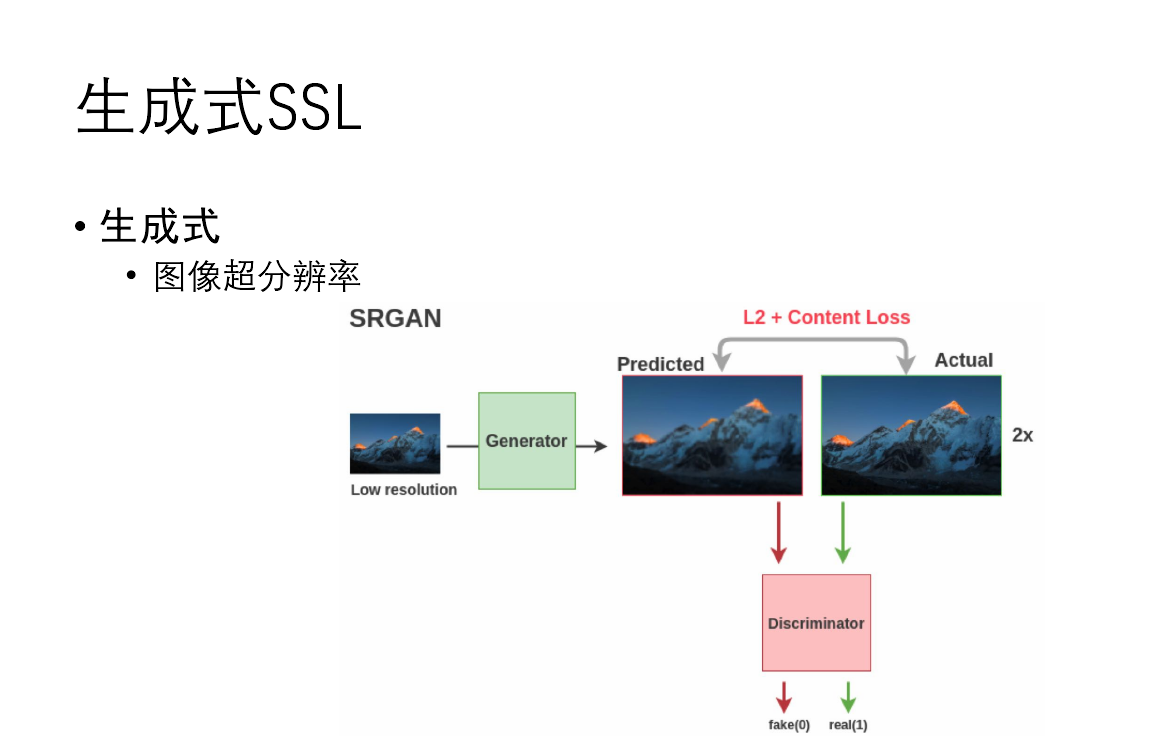 生成式SSL
• 生成式
• 图像超分辨率
SRGAN
L2 + Content Loss
Predicted
Actual
Generator
2x
Low resolution
Discriminator
fake(0) real(1)